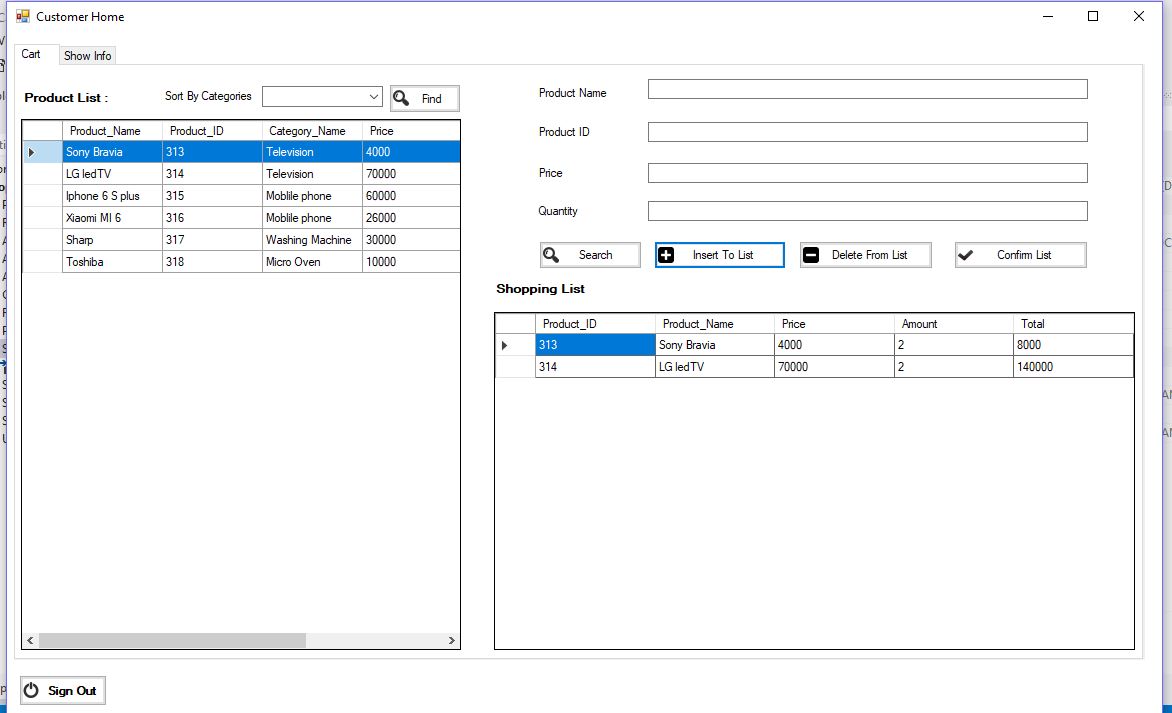 Customer Home
Cart Show Info
Product List : Sort By Categories Find
Product_Name Product_ID Category_Name Price
Sony Bravia 313 Television 4000
LG ledTV 314 Television 70000
Iphone 6 S plus 315 Moblile phone 60000
Xiaomi MI 6 316 Moblile phone 26000
Sharp 317 Washing Machine 30000
Toshiba 318 Micro Oven 10000
Product Name
Product ID
Price
Quantity
Search Insert To List Delete From List Confirm List
Shopping List
Product_ID Product_Name Price Amount Total
313 Sony Bravia 4000 2 8000
314 LG ledTV 70000 2 140000
Sign Out